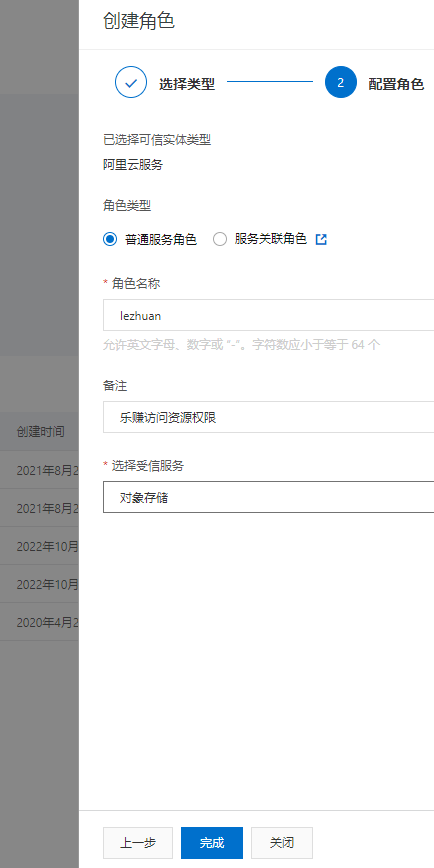 创建角色
选择类型
2 配置角色
已选择可信实体类型
阿里云服务
角色类型
普通服务角色 服务关联角色
* 角色名称
lezhuan
允许英文字母、数字或 "-"。字符数应小于等于 64 个
备注
乐赚访问资源权限
* 选择受信服务
对象存储
创建时间
2021年8月2
2021年8月2
2022年10月
2022年10月
2020年4月2
上一步 完成 关闭